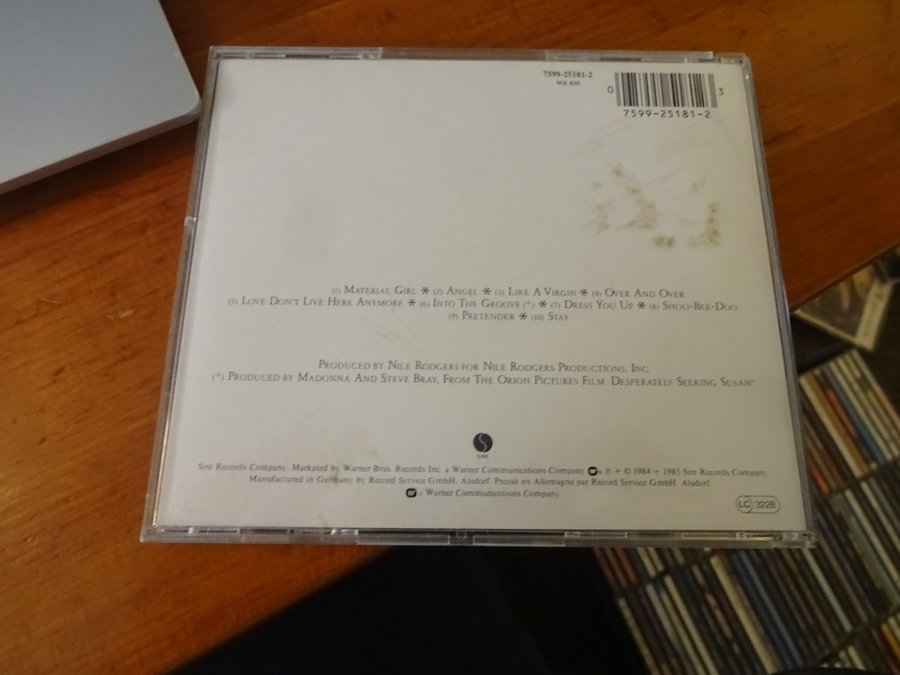 7599-25181-2
WE 835
0 3
7599-25181-2
(1) Material Girl * (2) Angel * (3) Like A Virgin * (4) Over And Over
(5) Love Don't Live Here Anymore * (6) Into The Groove (+) * (7) Dress You Up * (8) Shoo-Bee-Doo
(9) Pretender * (10) Stay
Produced by Nile Rodgers for Nile Rodgers Productions, Inc.
(+) Produced by Madonna And Steve Bray, From The Orion Pictures Film 'Desperately Seeking Susan'
SIRE
Sire Records Company. Marketed by Warner Bros. Records Inc. a Warner Communications Company ℗ + © 1984 + 1985 Sire Records Company
Manufactured in Germany by Record Service GmbH. Alsdorf. Pressé en Allemagne par Record Service GmbH. Alsdorf.
a Warner Communications Company
LC 3228